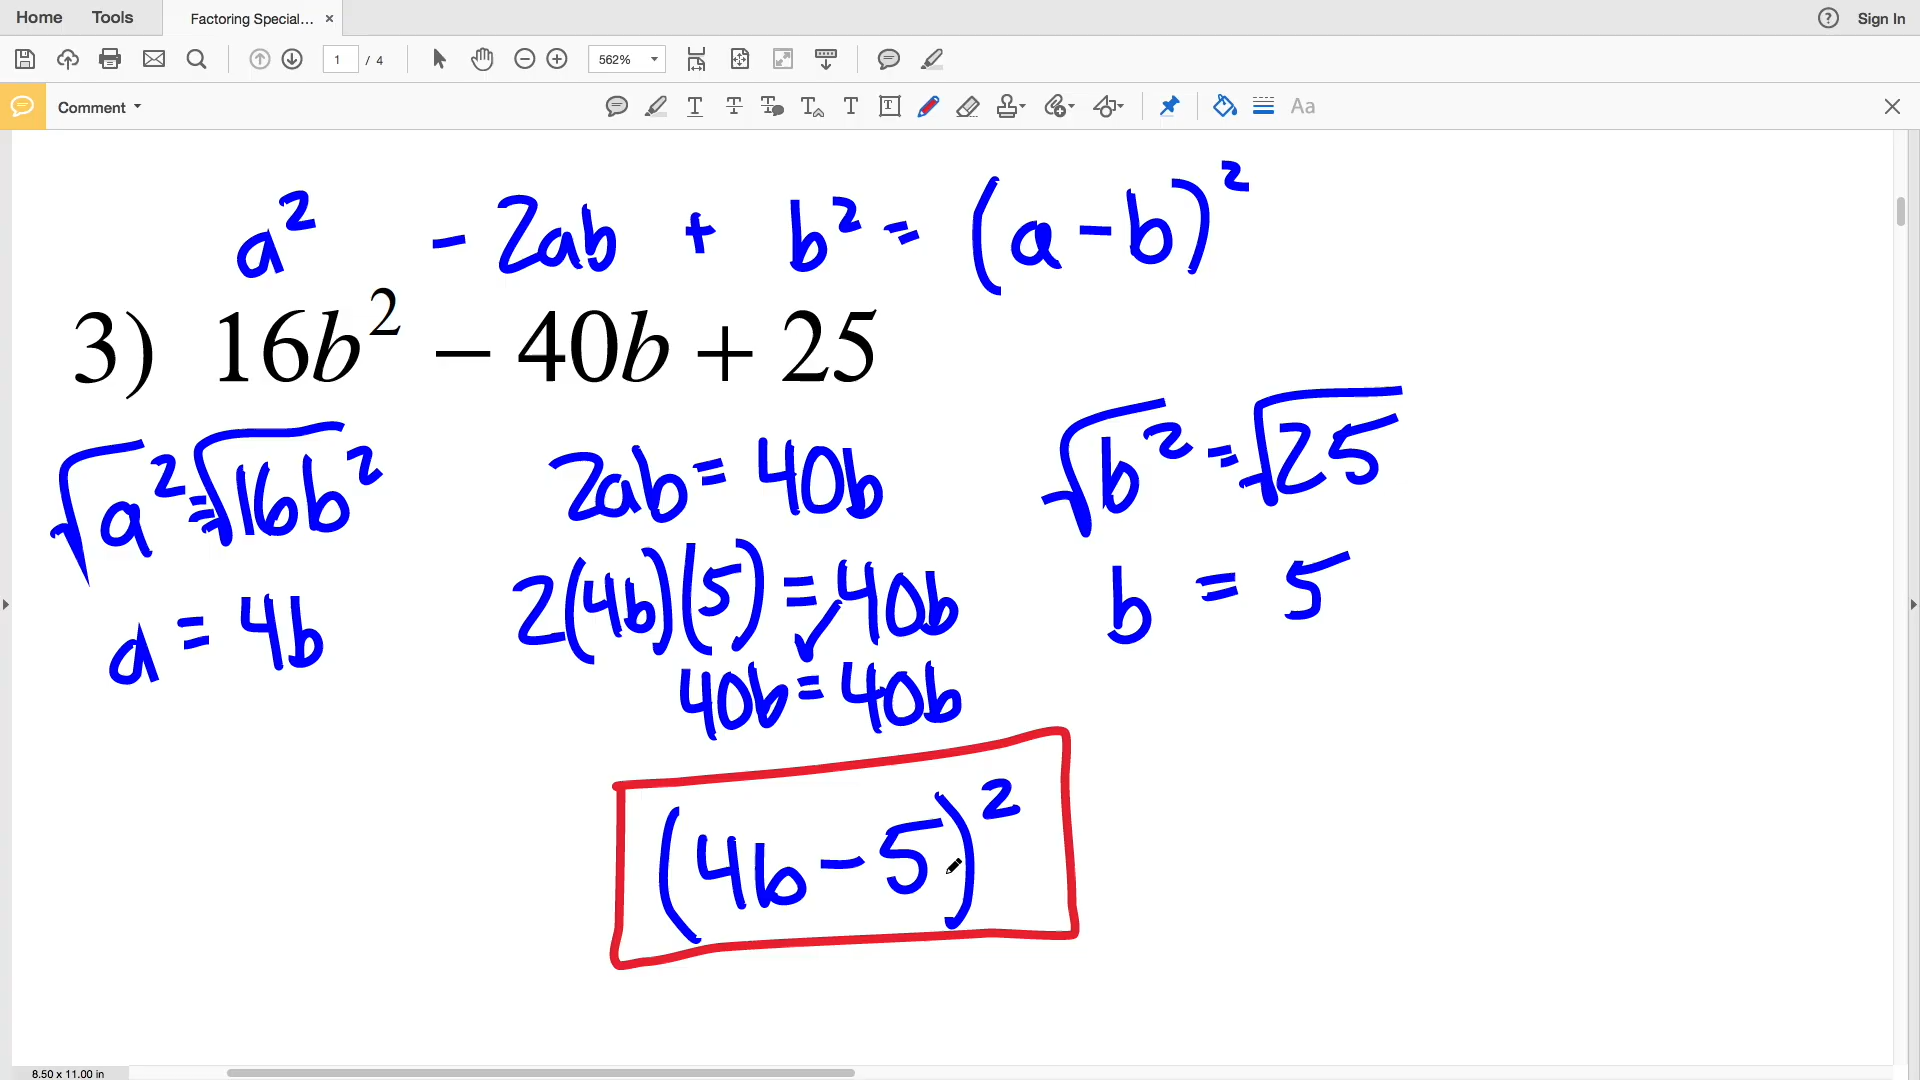 Home Tools Factoring Special... × ? Sign In
1 / 4 562%
Comment T T T T T T Aa
a² - 2ab + b² = (a - b)²
3) 16b² − 40b + 25
√a² = √16b² 2ab = 40b √b² = √25
2(4b)(5) = 40b b = 5
a = 4b
✓
40b = 40b
(4b - 5)²
8.50 x 11.00 in